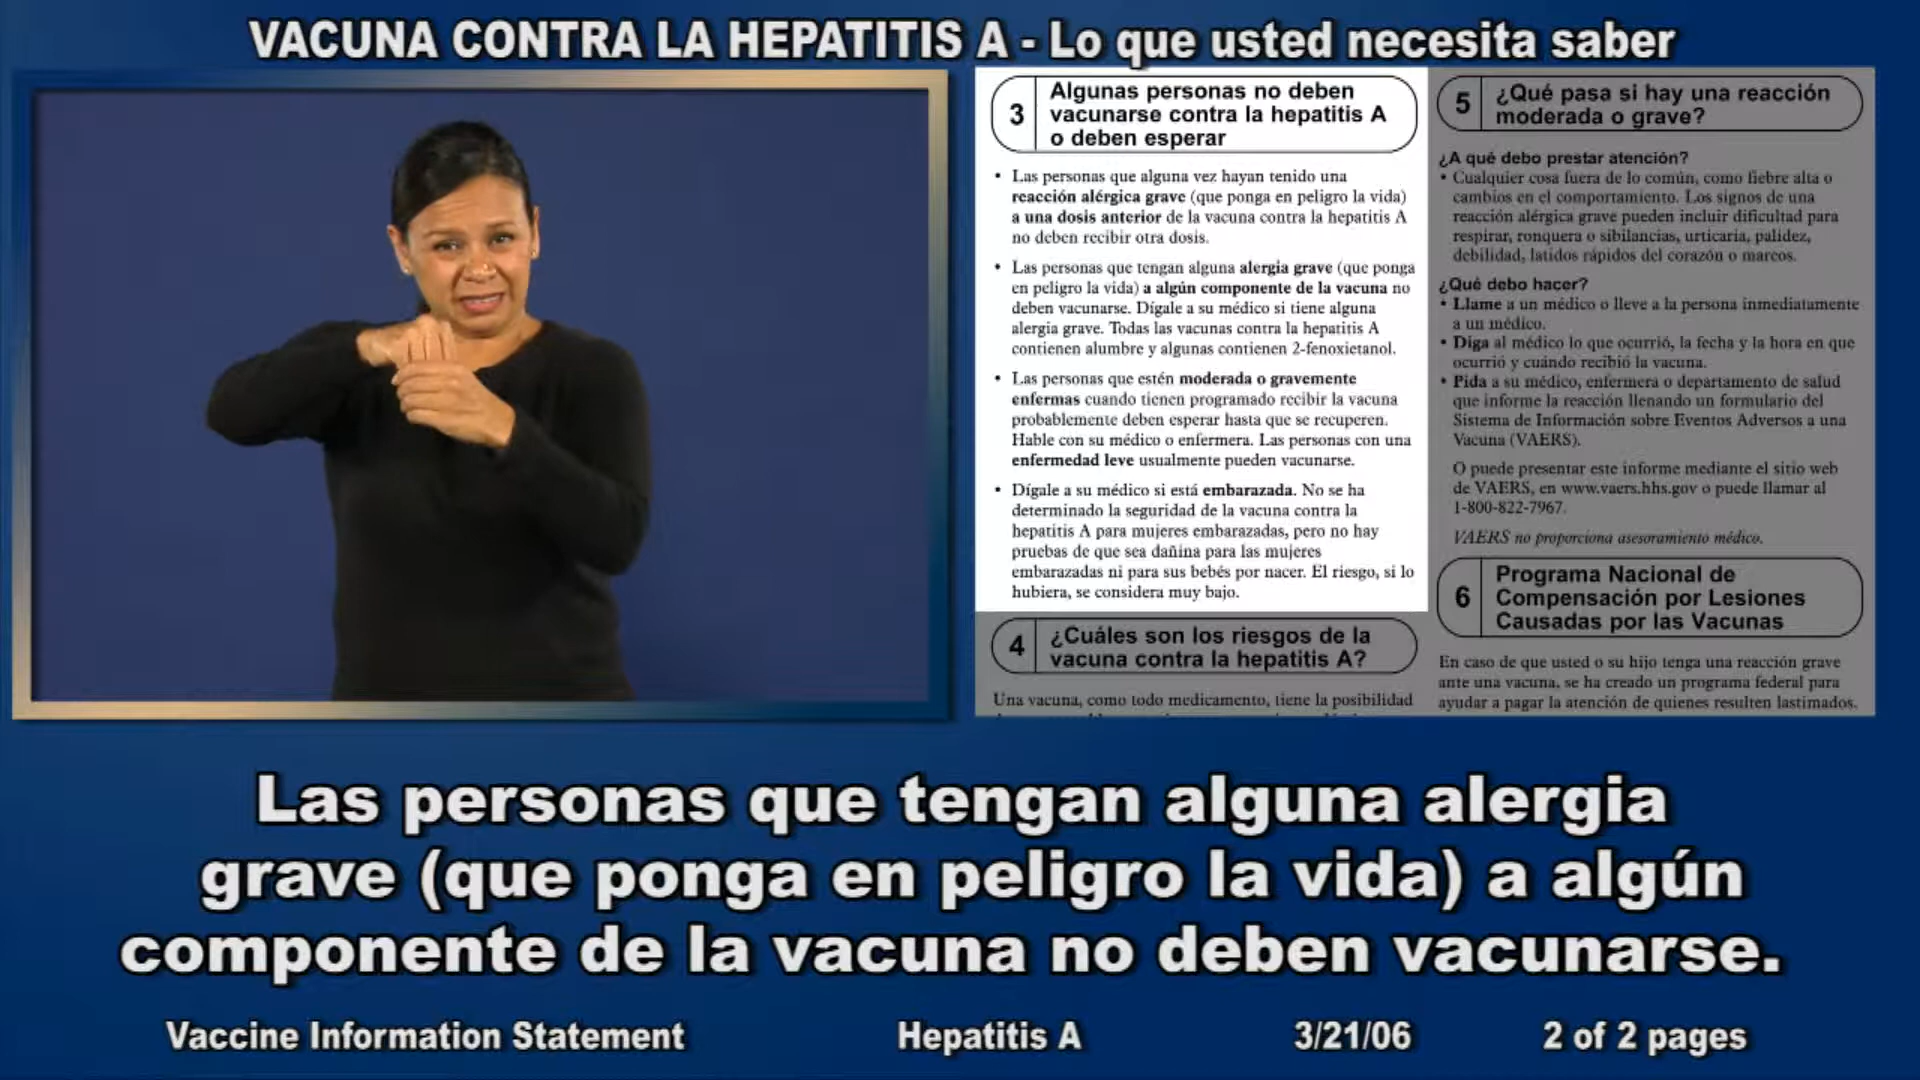 VACUNA CONTRA LA HEPATITIS A - Lo que usted necesita saber
3
Algunas personas no deben
vacunarse contra la hepatitis A
o deben esperar
• Las personas que alguna vez hayan tenido una
reacción alérgica grave (que ponga en peligro la vida)
a una dosis anterior de la vacuna contra la hepatitis A
no deben recibir otra dosis.
• Las personas que tengan alguna alergia grave (que ponga
en peligro la vida) a algún componente de la vacuna no
deben vacunarse. Dígale a su médico si tiene alguna
alergia grave. Todas las vacunas contra la hepatitis A
contienen alumbre y algunas contienen 2-fenoxietanol.
• Las personas que estén moderada o gravemente
enfermas cuando tienen programado recibir la vacuna
probablemente deben esperar hasta que se recuperen.
Hable con su médico o enfermera. Las personas con una
enfermedad leve usualmente pueden vacunarse.
• Dígale a su médico si está embarazada. No se ha
determinado la seguridad de la vacuna contra la
hepatitis A para mujeres embarazadas, pero no hay
pruebas de que sea dañina para las mujeres
embarazadas ni para sus bebés por nacer. El riesgo, si lo
hubiera, se considera muy bajo.
4
¿Cuáles son los riesgos de la
vacuna contra la hepatitis A?
Una vacuna, como todo medicamento, tiene la posibilidad
5
¿Qué pasa si hay una reacción
moderada o grave?
¿A qué debo prestar atención?
• Cualquier cosa fuera de lo común, como fiebre alta o
cambios en el comportamiento. Los signos de una
reacción alérgica grave pueden incluir dificultad para
respirar, ronquera o sibilancias, urticaria, palidez,
debilidad, latidos rápidos del corazón o mareos.
¿Qué debo hacer?
• Llame a un médico o lleve a la persona inmediatamente
a un médico.
• Diga al médico lo que ocurrió, la fecha y la hora en que
ocurrió y cuándo recibió la vacuna.
• Pida a su médico, enfermera o departamento de salud
que informe la reacción llenando un formulario del
Sistema de Información sobre Eventos Adversos a una
Vacuna (VAERS).
O puede presentar este informe mediante el sitio web
de VAERS, en www.vaers.hhs.gov o puede llamar al
1-800-822-7967.
VAERS no proporciona asesoramiento médico.
6
Programa Nacional de
Compensación por Lesiones
Causadas por las Vacunas
En caso de que usted o su hijo tenga una reacción grave
ante una vacuna, se ha creado un programa federal para
ayudar a pagar la atención de quienes resulten lastimados.
Las personas que tengan alguna alergia
grave (que ponga en peligro la vida) a algún
componente de la vacuna no deben vacunarse.
Vaccine Information Statement Hepatitis A 3/21/06 2 of 2 pages